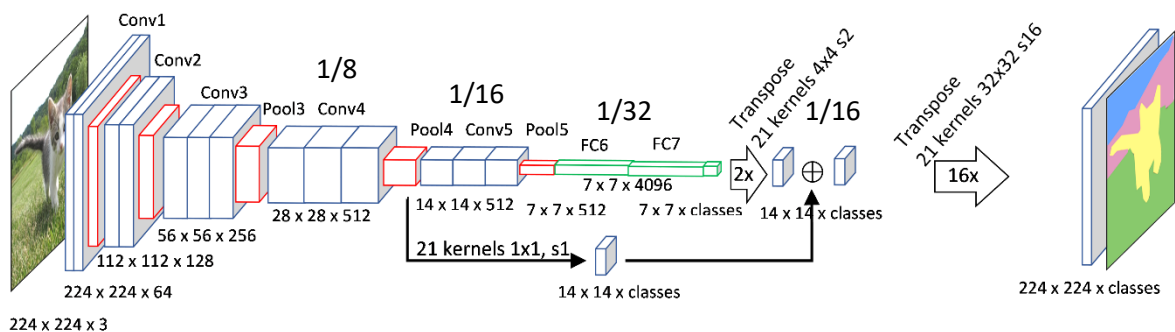 Conv1
Conv2
Conv3
Pool3
1/8
Conv4
Pool4
1/16
Conv5
Pool5
1/32
FC6
FC7
Transpose
21 kernels 4x4 s2
2x
1/16
Transpose
21 kernels 32x32 s16
16x
7 x 7 x 4096
7 x 7 x 512
7 x 7 x classes
14 x 14 x classes
14 x 14 x 512
28 x 28 x 512
56 x 56 x 256
112 x 112 x 128
21 kernels 1x1, s1
14 x 14 x classes
224 x 224 x 64
224 x 224 x classes
224 x 224 x 3